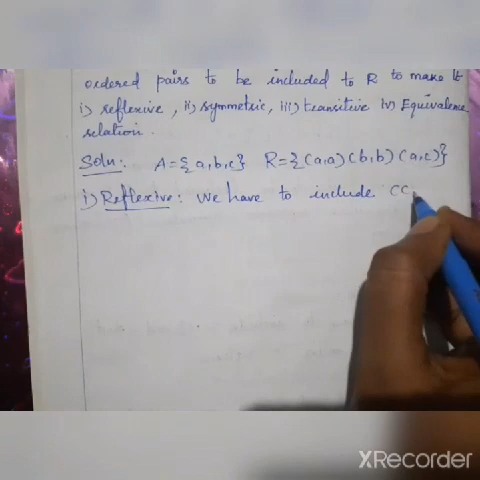 ordered pairs to be included to R to make it
i) reflexive, ii) symmetric, iii) transitive iv) Equivalence
relation.
Soln: A={a,b,c} R={(a,a)(b,b)(a,c)}
i) Reflexive: We have to include (c,
XRecorder